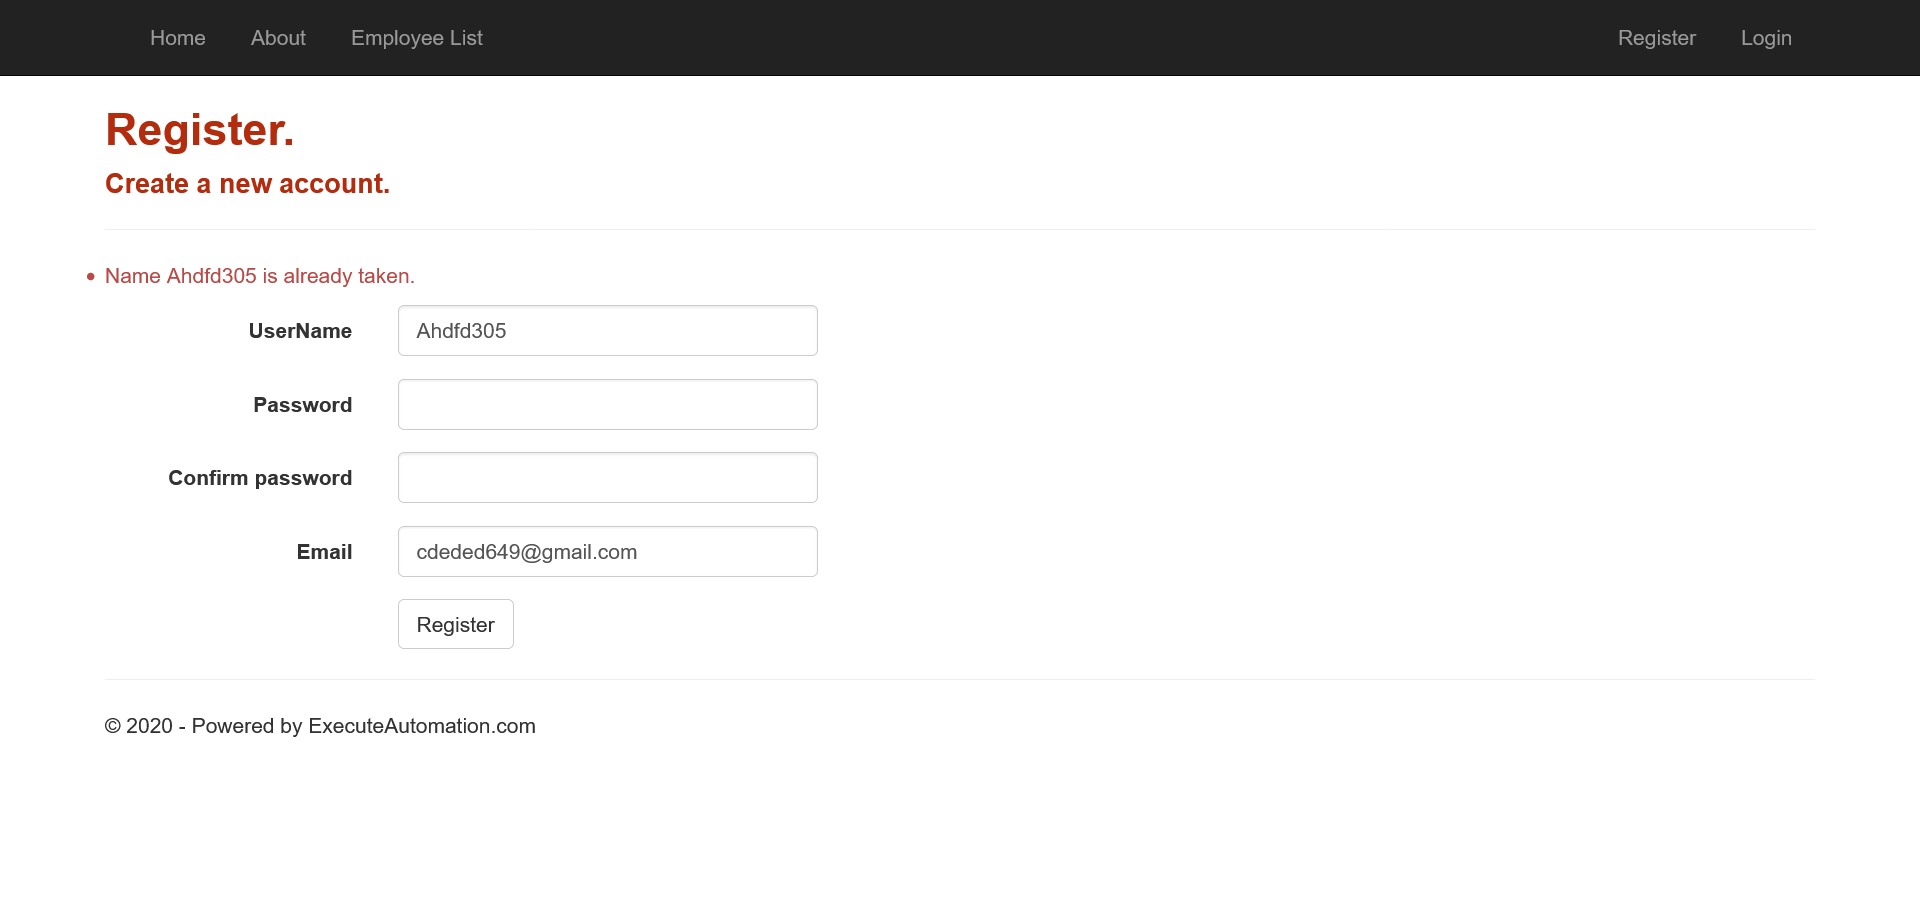 Home About Employee List Register Login
Register.
Create a new account.
• Name Ahdfd305 is already taken.
UserName Ahdfd305
Password
Confirm password
Email cdeded649@gmail.com
Register
© 2020 - Powered by ExecuteAutomation.com